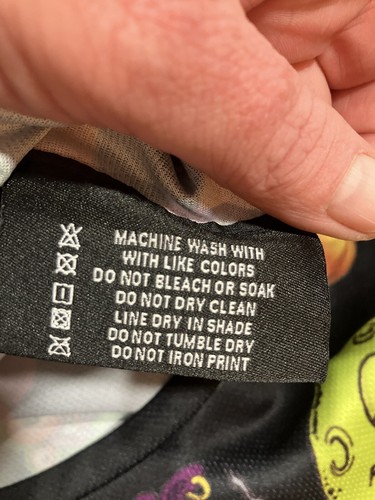 MACHINE WASH WITH
WITH LIKE COLORS
DO NOT BLEACH OR SOAK
DO NOT DRY CLEAN
LINE DRY IN SHADE
DO NOT TUMBLE DRY
DO NOT IRON PRINT